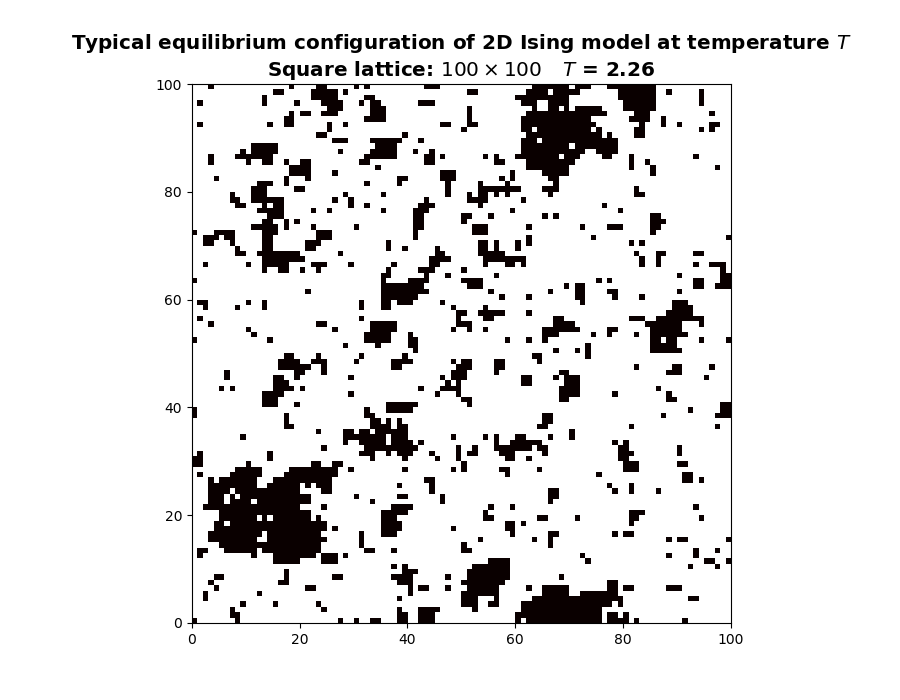 Typical equilibrium configuration of 2D Ising model at temperature T
Square lattice: 100 × 100 T = 2.26
100
80
60
40
20
0
0 20 40 60 80 100